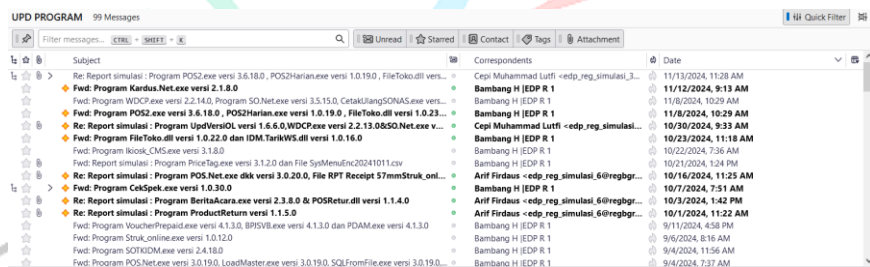 UPD PROGRAM 99 Messages Quick Filter
Filter messages... CTRL + SHIFT + K Unread Starred Contact Tags Attachment
Subject Correspondents Date
Re: Report simulasi : Program POS2.exe versi 3.6.18.0 , POS2Harian.exe versi 1.0.19.0 , FileToko.dll vers... Cepi Muhammad Lutfi <edp_reg_simulasi_3... 11/13/2024, 11:28 AM
Fwd: Program Kardus.Net.exe versi 2.1.8.0 Bambang H |EDP R 1 11/12/2024, 9:13 AM
Fwd: Program WDCP.exe versi 2.2.14.0, Program SO.Net.exe versi 3.5.15.0, CetakUlangSONAS.exe vers... Bambang H |EDP R 1 11/8/2024, 10:29 AM
Fwd: Program POS2.exe versi 3.6.18.0 , POS2Harian.exe versi 1.0.19.0 , FileToko.dll versi 1.0.23... Bambang H |EDP R 1 11/8/2024, 10:29 AM
Re: Report simulasi : Program UpdVersiOL versi 1.6.6.0,WDCP.exe versi 2.2.13.0&SO.Net.exe v... Cepi Muhammad Lutfi <edp_reg_simulasi... 10/30/2024, 9:33 AM
Fwd: Program FileToko.dll versi 1.0.22.0 dan IDM.TarikWS.dll versi 1.0.16.0 Bambang H |EDP R 1 10/23/2024, 11:18 AM
Fwd: Program Ikiosk_CMS.exe versi 3.1.8.0 Bambang H |EDP R 1 10/22/2024, 7:36 AM
Fwd: Report simulasi : Program PriceTag.exe versi 3.1.2.0 dan File SysMenuEnc20241011.csv Bambang H |EDP R 1 10/21/2024, 1:24 PM
Re: Report simulasi : Program POS.Net.exe dkk versi 3.0.20.0, File RPT Receipt 57mmStruk_onl... Arif Firdaus <edp_reg_simulasi_6@regbgr... 10/16/2024, 11:25 AM
Fwd: Program CekSpek.exe versi 1.0.30.0 Bambang H |EDP R 1 10/7/2024, 7:51 AM
Re: Report simulasi : Program BeritaAcara.exe versi 2.3.8.0 & POSRetur.dll versi 1.1.4.0 Arif Firdaus <edp_reg_simulasi_6@regbgr... 10/3/2024, 1:42 PM
Re: Report simulasi : Program ProductReturn versi 1.1.5.0 Arif Firdaus <edp_reg_simulasi_6@regbgr... 10/1/2024, 11:22 AM
Fwd: Program VoucherPrepaid.exe versi 4.1.3.0, BPJSVB.exe versi 4.1.3.0 dan PDAM.exe versi 4.1.3.0 Bambang H |EDP R 1 9/11/2024, 4:58 PM
Fwd: Program Struk_online.exe versi 1.0.12.0 Bambang H |EDP R 1 9/6/2024, 8:16 AM
Fwd: Program SOTKIDM.exe versi 2.4.18.0 Bambang H |EDP R 1 9/4/2024, 11:56 AM
Fwd: Program POS.Net.exe versi 3.0.19.0, LoadMaster.exe versi 3.0.19.0, SQLFromFile.exe versi 3.0.19.0... Bambang H |EDP R 1 9/4/2024, 7:37 AM